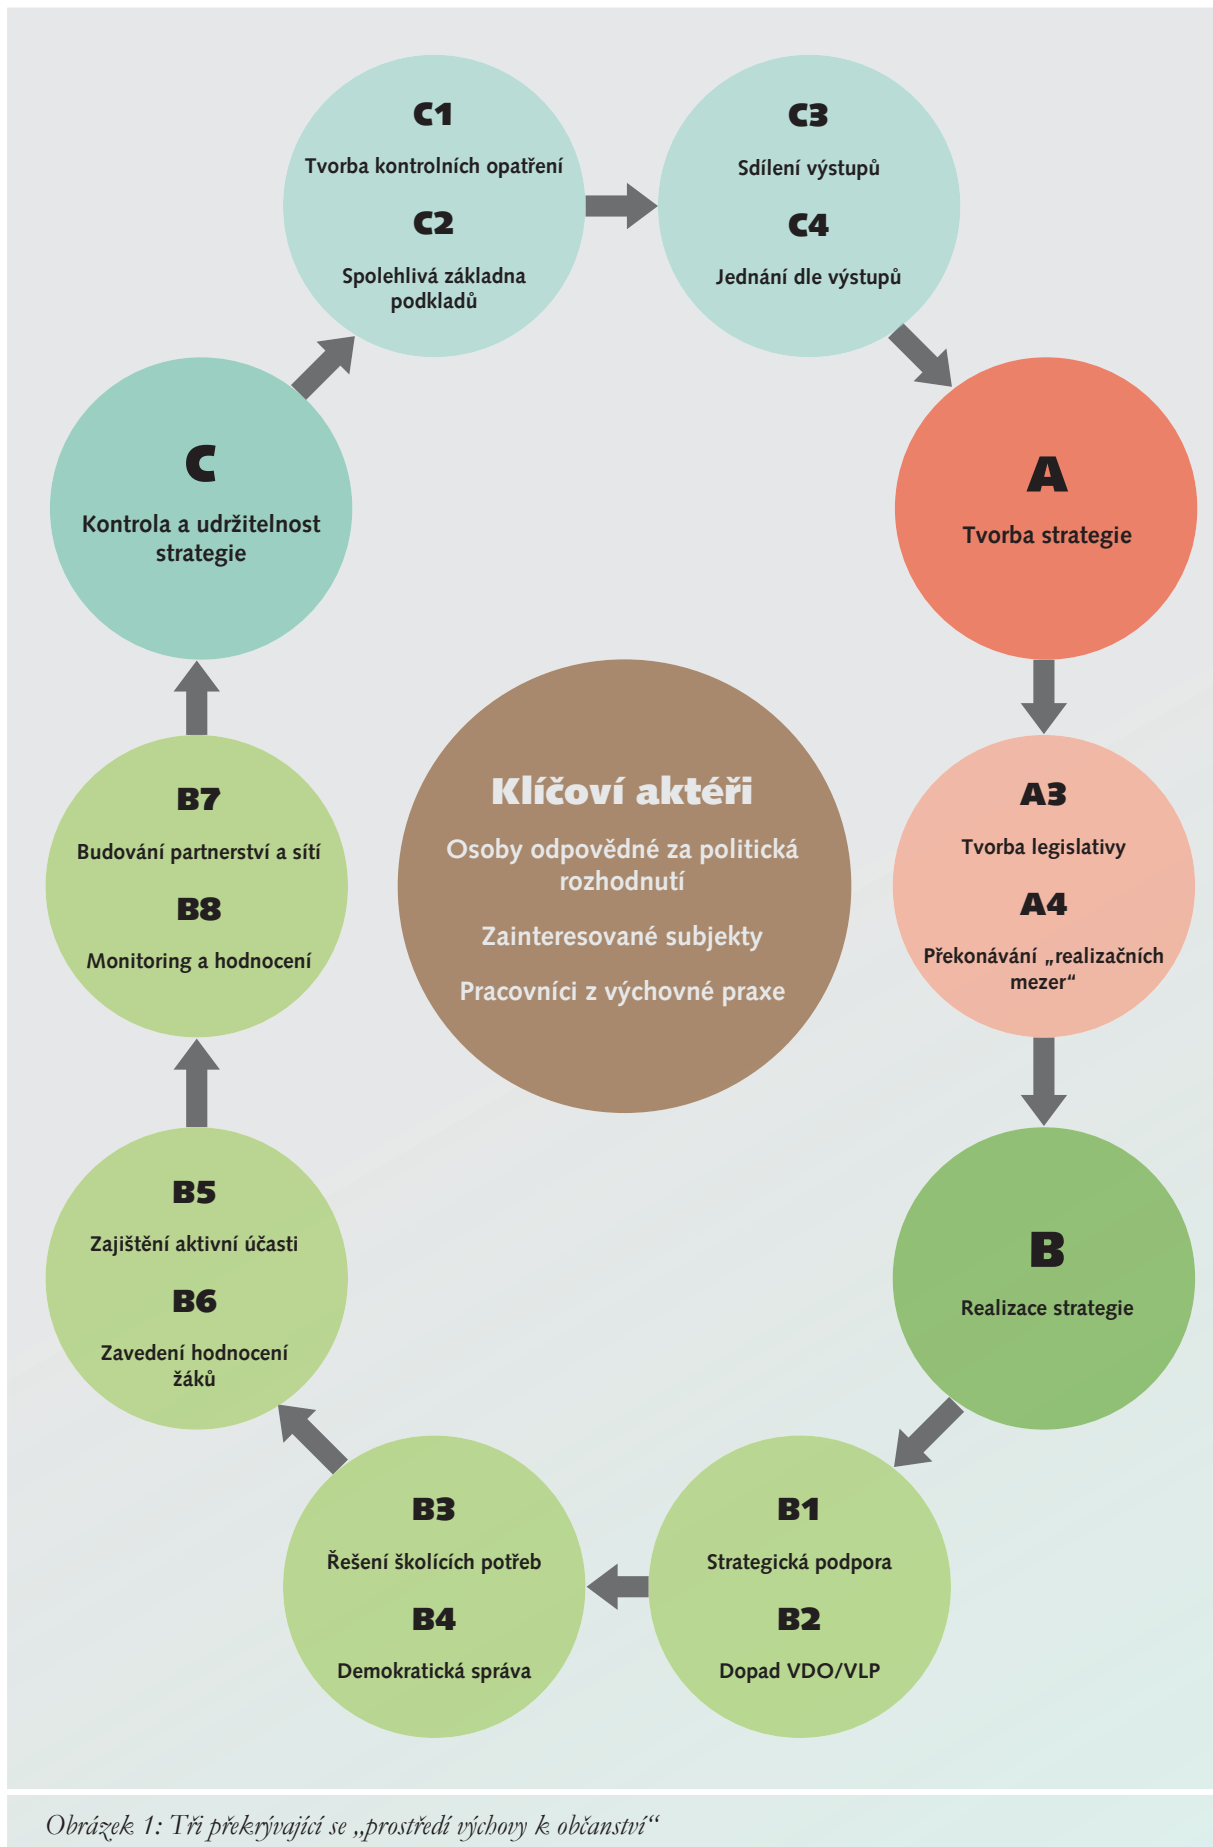 C1
Tvorba kontrolních opatření
C2
Spolehlivá základna
podkladů
C3
Sdílení výstupů
C4
Jednání dle výstupů
C
Kontrola a udržitelnost
strategie
A
Tvorba strategie
Klíčoví aktéři
Osoby odpovědné za politická
rozhodnutí
Zainteresované subjekty
Pracovníci z výchovné praxe
B7
Budování partnerství a sítí
B8
Monitoring a hodnocení
A3
Tvorba legislativy
A4
Překonávání „realizačních
mezer“
B5
Zajištění aktivní účasti
B6
Zavedení hodnocení
žáků
B
Realizace strategie
B3
Řešení školících potřeb
B4
Demokratická správa
B1
Strategická podpora
B2
Dopad VDO/VLP
Obrázek 1: Tři překrývající se „prostředí výchovy k občanství“